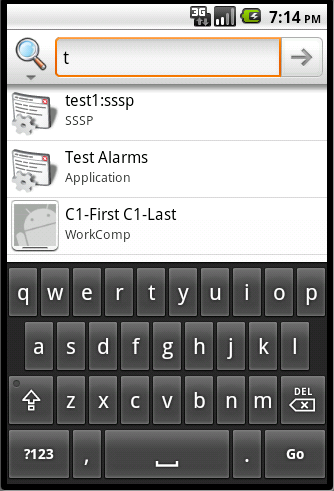 3G 7:14 PM
t
test1:sssp
SSSP
Test Alarms
Application
C1-First C1-Last
WorkComp
q w e r t y u i o p
a s d f g h j k l
z x c v b n m DEL
?123 , . Go